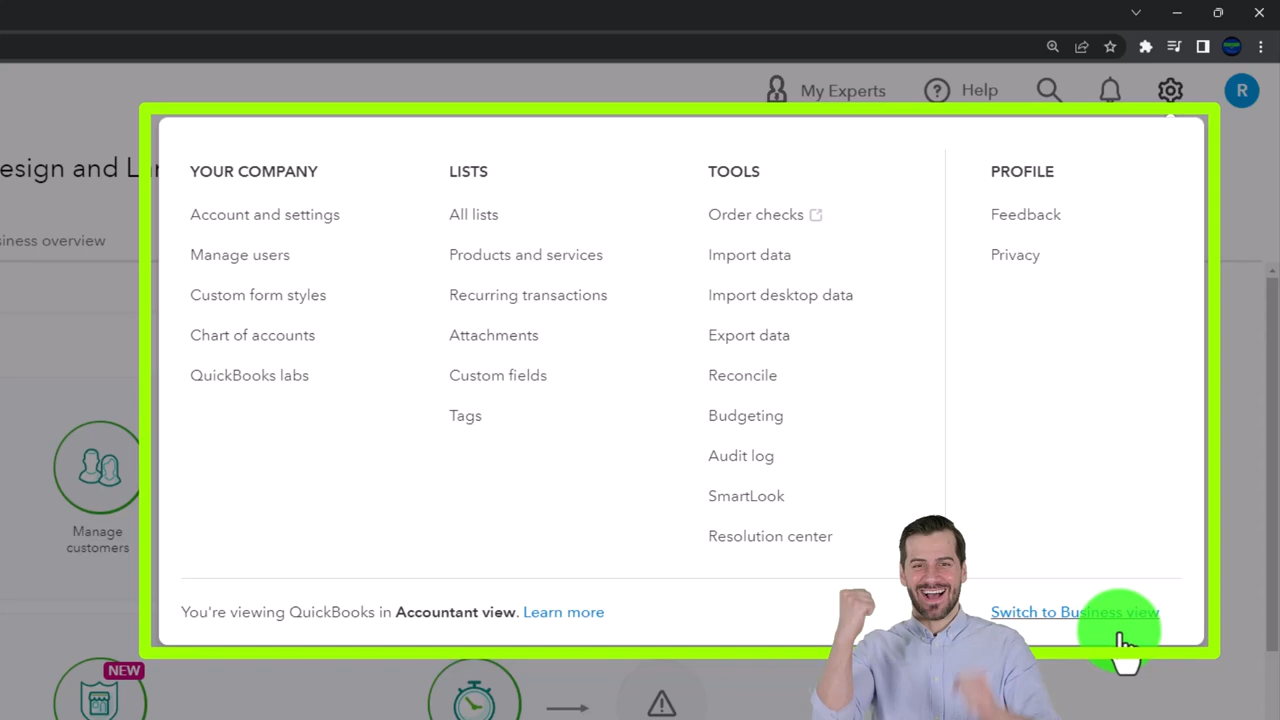 My Experts
Help
R
esign and La
siness overview
YOUR COMPANY
Account and settings
Manage users
Custom form styles
Chart of accounts
QuickBooks labs
LISTS
All lists
Products and services
Recurring transactions
Attachments
Custom fields
Tags
TOOLS
Order checks
Import data
Import desktop data
Export data
Reconcile
Budgeting
Audit log
SmartLook
Resolution center
PROFILE
Feedback
Privacy
Manage
customers
You're viewing QuickBooks in Accountant view. Learn more
Switch to Business view
NEW